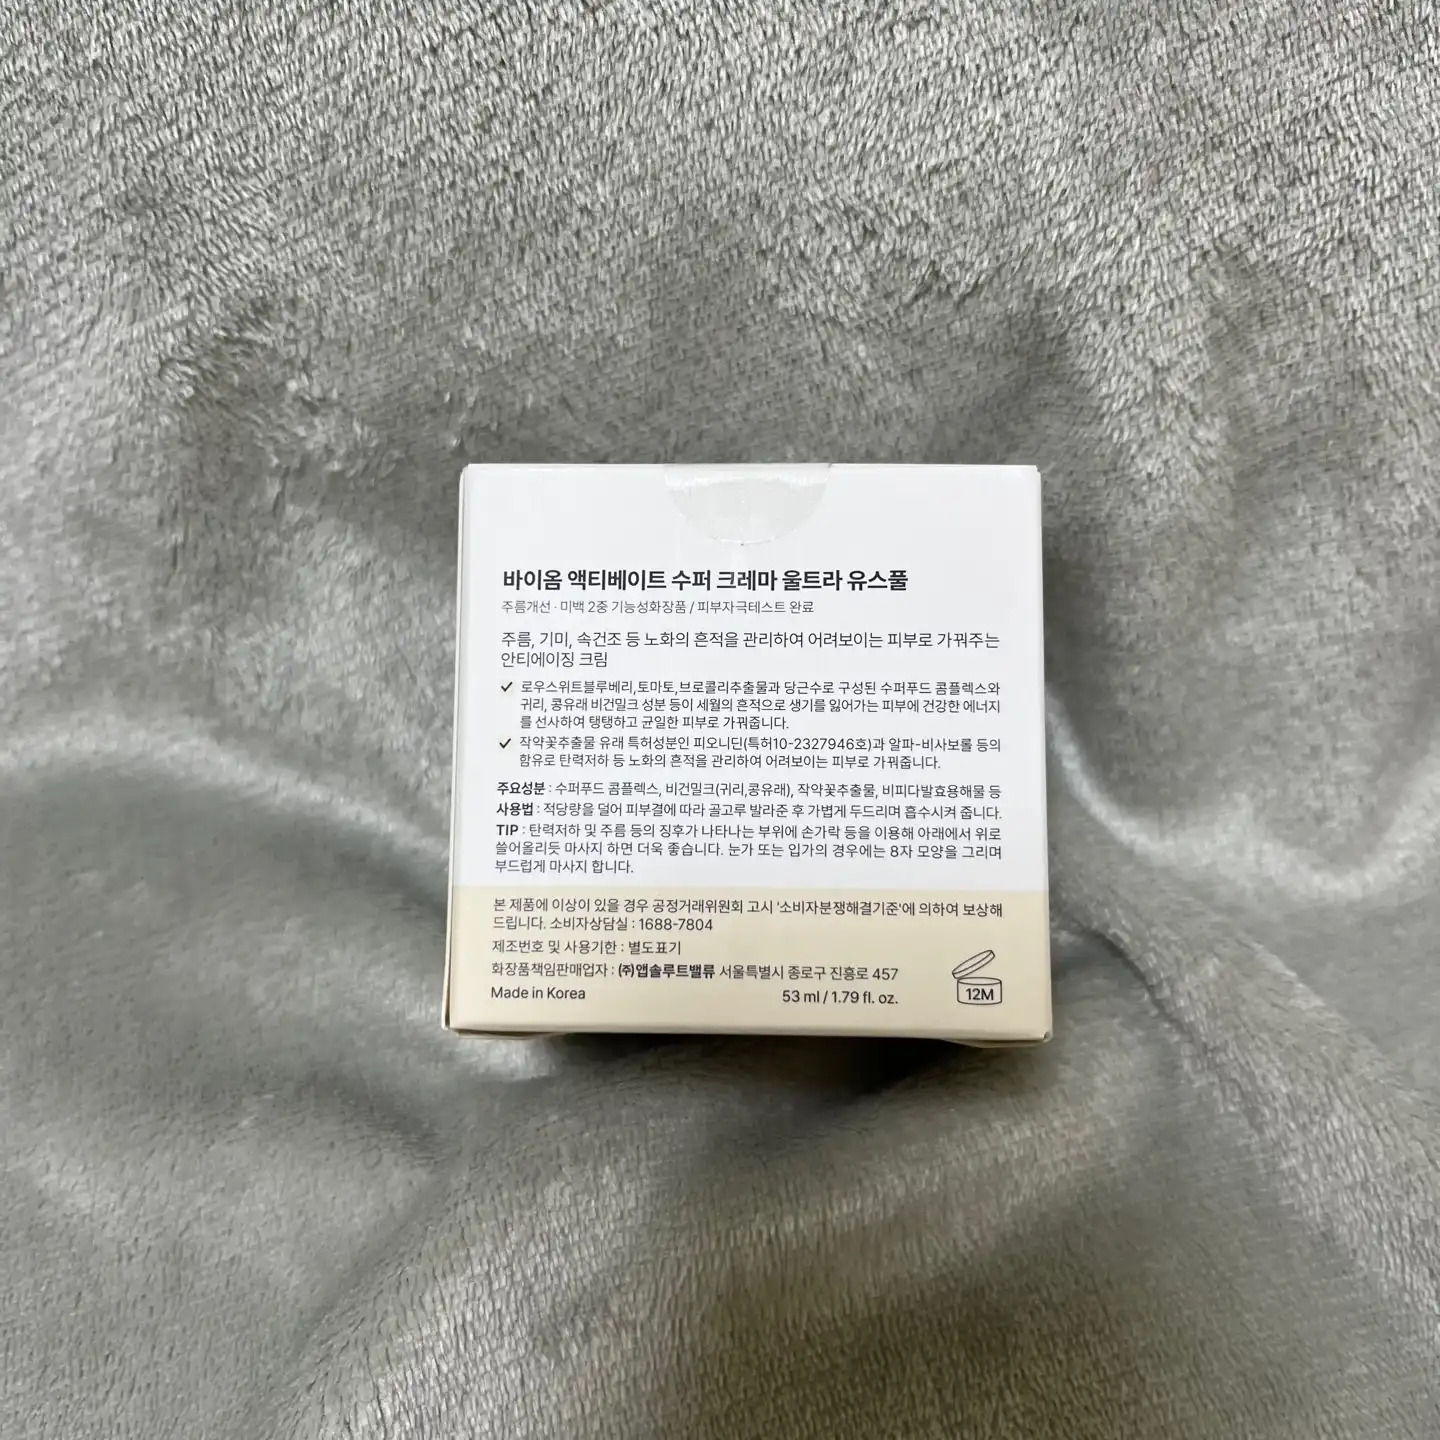 바이옴 액티베이트 수퍼 크레마 울트라 유스풀
주름개선 · 미백 2중 기능성화장품 / 피부자극테스트 완료
주름, 기미, 속건조 등 노화의 흔적을 관리하여 어려보이는 피부로 가꿔주는
안티에이징 크림
로우스위트블루베리,토마토,브로콜리추출물과 당근수로 구성된 수퍼푸드 콤플렉스와
귀리, 콩유래 비건밀크 성분 등이 세월의 흔적으로 생기를 잃어가는 피부에 건강한 에너지
를 선사하여 탱탱하고 균일한 피부로 가꿔줍니다.
작약꽃추출물 유래 특허성분인 피오니딘(특허10-2327946호)과 알파-비사보롤 등의
함유로 탄력저하 등 노화의 흔적을 관리하여 어려보이는 피부로 가꿔줍니다.
주요성분 : 수퍼푸드 콤플렉스, 비건밀크(귀리,콩유래), 작약꽃추출물, 비피다발효용해물 등
사용법 : 적당량을 덜어 피부결에 따라 골고루 발라준 후 가볍게 두드리며 흡수시켜 줍니다.
TIP : 탄력저하 및 주름 등의 징후가 나타나는 부위에 손가락 등을 이용해 아래에서 위로
쓸어올리듯 마사지 하면 더욱 좋습니다. 눈가 또는 입가의 경우에는 8자 모양을 그리며
부드럽게 마사지 합니다.
본 제품에 이상이 있을 경우 공정거래위원회 고시 '소비자분쟁해결기준'에 의하여 보상해
드립니다. 소비자상담실 : 1688-7804
제조번호 및 사용기한 : 별도표기
화장품책임판매업자 : (주)앱솔루트밸류 서울특별시 종로구 진흥로 457
Made in Korea 53 ml / 1.79 fl. oz. 12M